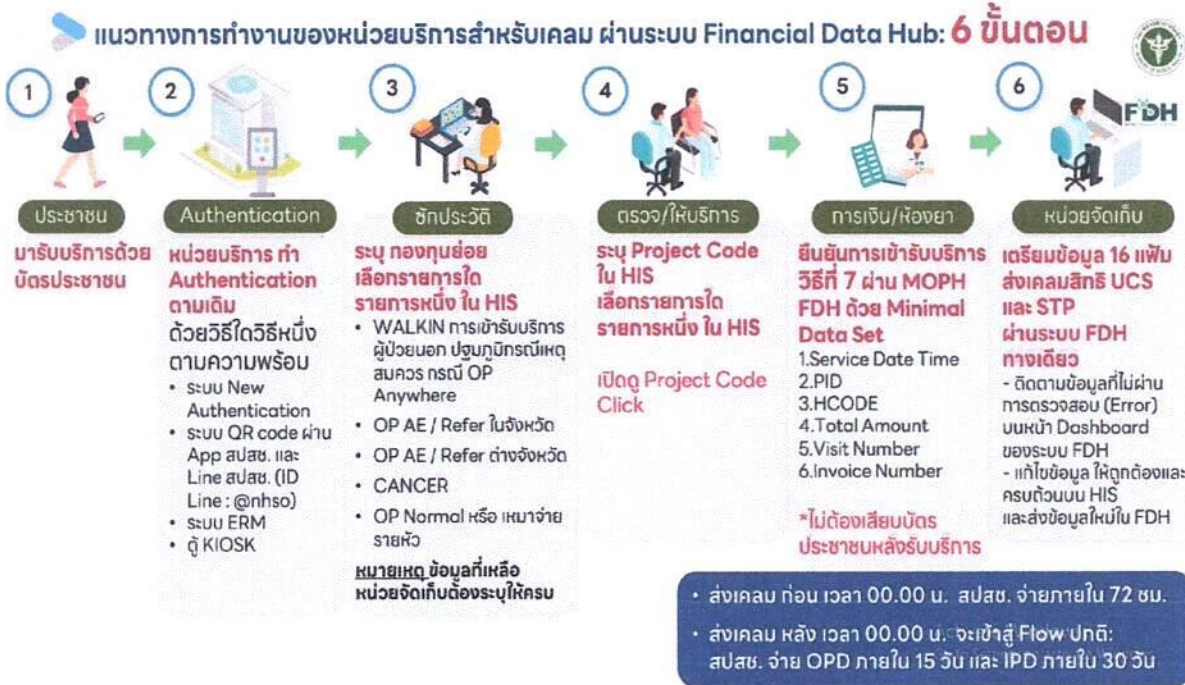 แนวทางการทำงานของหน่วยบริการสำหรับเคลม ผ่านระบบ Financial Data Hub: 6 ขั้นตอน
1
ประชาชน
มารับบริการด้วย
บัตรประชาชน
2
Authentication
หน่วยบริการ ทำ
Authentication
ตามเดิม
ด้วยวิธีใดวิธีหนึ่ง
ตามความพร้อม
• ระบบ New
Authentication
• ระบบ QR code ผ่าน
App สปสช. และ
Line สปสช. (ID
Line : @nhso)
• ระบบ ERM
• ตู้ KIOSK
3
ซักประวัติ
ระบุ กองทุนย่อย
เลือกรายการใด
รายการหนึ่ง ใน HIS
• WALKIN การเข้ารับบริการ
ผู้ป่วยนอก ปฐมภูมิกรณีเหตุ
สมควร กรณี OP
Anywhere
• OP AE / Refer ในจังหวัด
• OP AE / Refer ต่างจังหวัด
• CANCER
• OP Normal หรือ เหมาจ่าย
รายหัว
หมายเหตุ ข้อมูลที่เหลือ
หน่วยจัดเก็บต้องระบุให้ครบ
4
ตรวจ/ให้บริการ
ระบุ Project Code
ใน HIS
เลือกรายการใด
รายการหนึ่ง ใน HIS
เปิดดู Project Code
Click
5
การเงิน/ห้องยา
ยืนยันการเข้ารับบริการ
วิธีที่ 7 ผ่าน MOPH
FDH ด้วย Minimal
Data Set
1.Service Date Time
2.PID
3.HCODE
4.Total Amount
5.Visit Number
6.Invoice Number
*ไม่ต้องเสียบบัตร
ประชาชนหลังรับบริการ
6
FDH
หน่วยจัดเก็บ
เตรียมข้อมูล 16 แฟ้ม
ส่งเคลมสิทธิ UCS
และ STP
ผ่านระบบ FDH
ทางเดียว
- ติดตามข้อมูลที่ไม่ผ่าน
การตรวจสอบ (Error)
บนหน้า Dashboard
ของระบบ FDH
- แก้ไขข้อมูล ให้ถูกต้องและ
ครบถ้วนบน HIS
และส่งข้อมูลใหม่ใน FDH
• ส่งเคลม ก่อน เวลา 00.00 น. สปสช. จ่ายภายใน 72 ชม.
• ส่งเคลม หลัง เวลา 00.00 น. จะเข้าสู่ Flow ปกติ:
สปสช. จ่าย OPD ภายใน 15 วัน และ IPD ภายใน 30 วัน